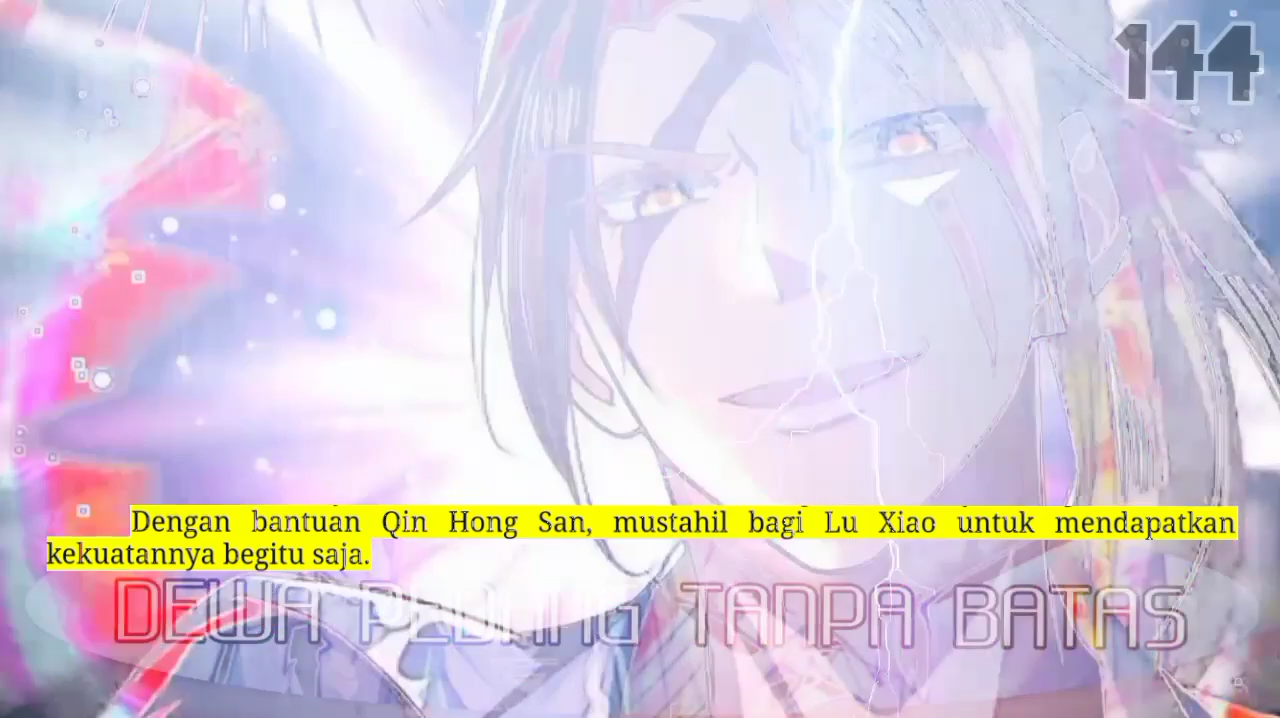 144
Dengan bantuan Qin Hong San, mustahil bagi Lu Xiao untuk mendapatkan
kekuatannya begitu saja.
DEWA PEDANG TANPA BATAS